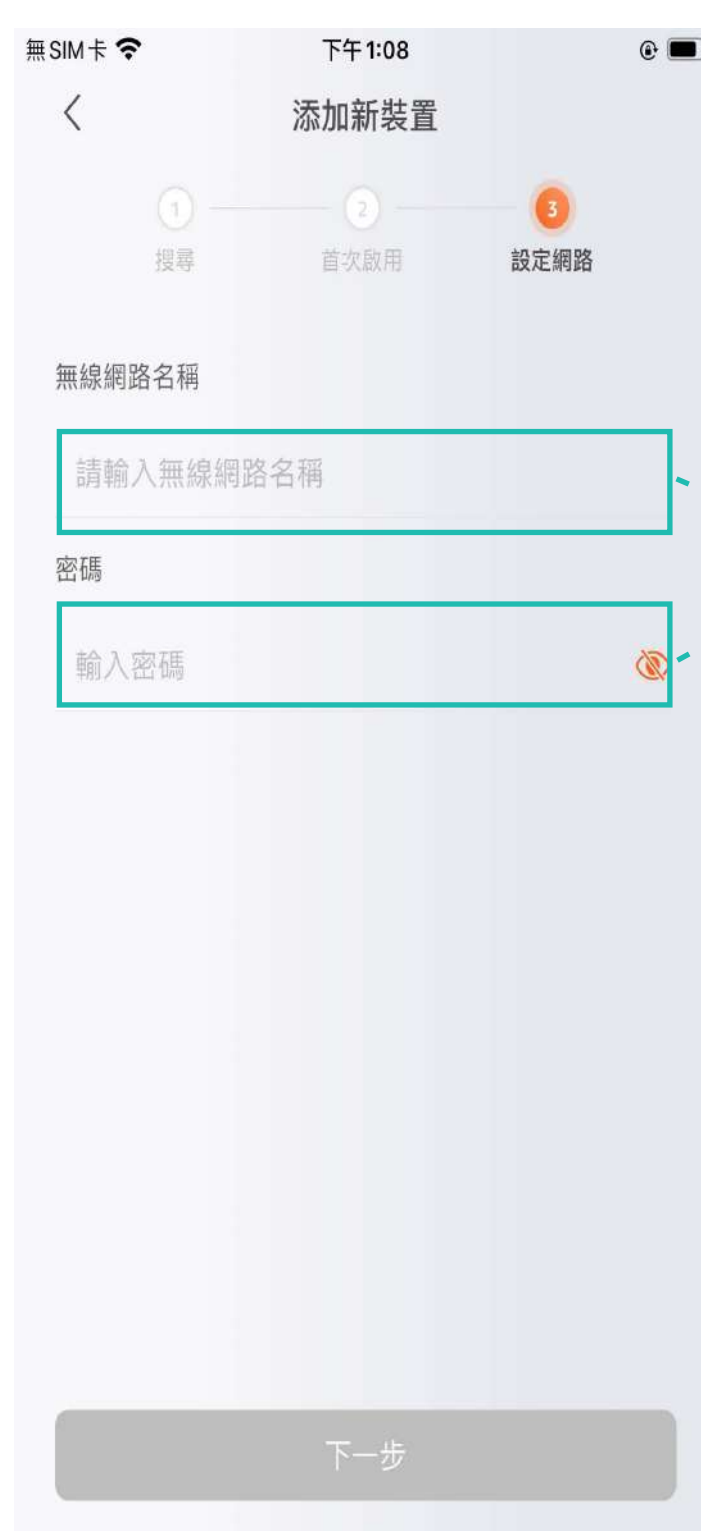 無SIM卡 下午1:08
添加新裝置
1 2 3
搜尋 首次啟用 設定網路
無線網路名稱
請輸入無線網路名稱
密碼
輸入密碼
下一步